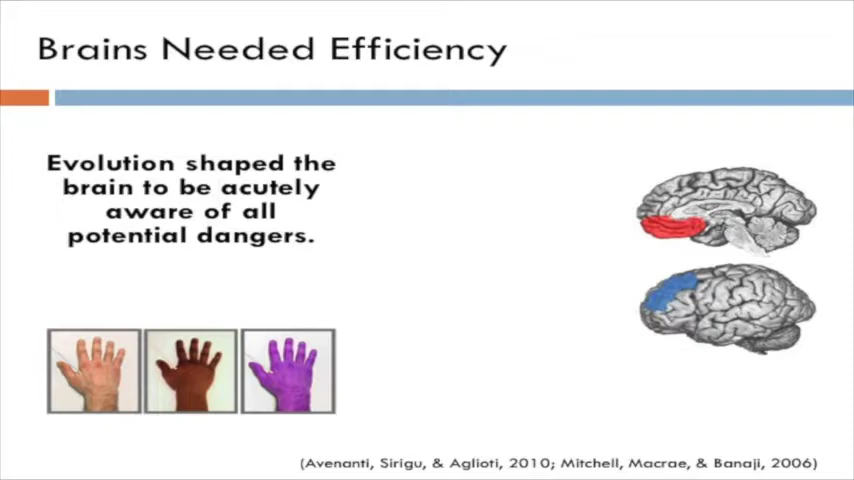 Brains Needed Efficiency
Evolution shaped the
brain to be acutely
aware of all
potential dangers.
(Avenanti, Sirigu, & Aglioti, 2010; Mitchell, Macrae, & Banaji, 2006)